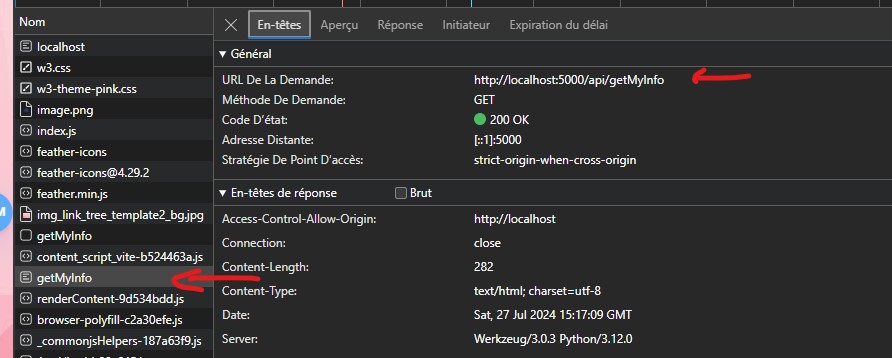 Nom
localhost
w3.css
w3-theme-pink.css
image.png
index.js
feather-icons
feather-icons@4.29.2
feather.min.js
img_link_tree_template2_bg.jpg
getMyInfo
content_script_vite-b524463a.js
getMyInfo
renderContent-9d534bdd.js
browser-polyfill-c2a30efe.js
_commonjsHelpers-187a63f9.js
En-têtes Aperçu Réponse Initiateur Expiration du délai
Général
URL De La Demande: http://localhost:5000/api/getMyInfo
Méthode De Demande: GET
Code D'état: 200 OK
Adresse Distante: [::1]:5000
Stratégie De Point D'accès: strict-origin-when-cross-origin
En-têtes de réponse Brut
Access-Control-Allow-Origin: http://localhost
Connection: close
Content-Length: 282
Content-Type: text/html; charset=utf-8
Date: Sat, 27 Jul 2024 15:17:09 GMT
Server: Werkzeug/3.0.3 Python/3.12.0